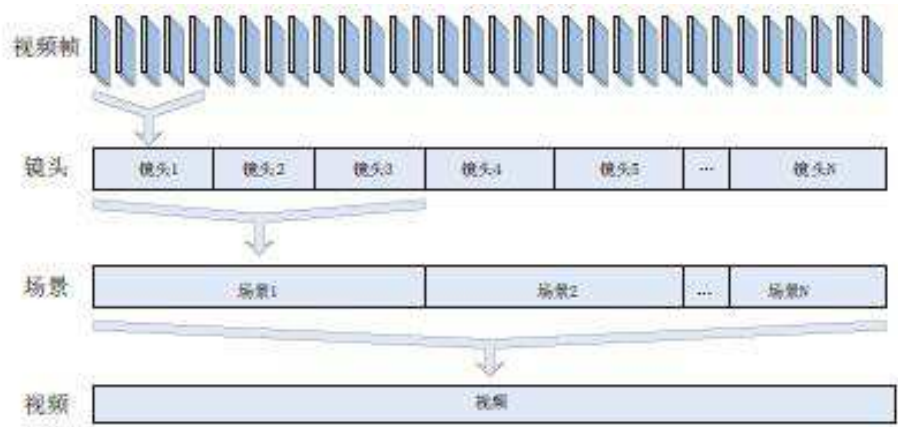 视频帧
镜头 镜头1 镜头2 镜头3 镜头4 镜头5 ... 镜头N
场景 场景1 场景2 ... 场景N
视频 视频